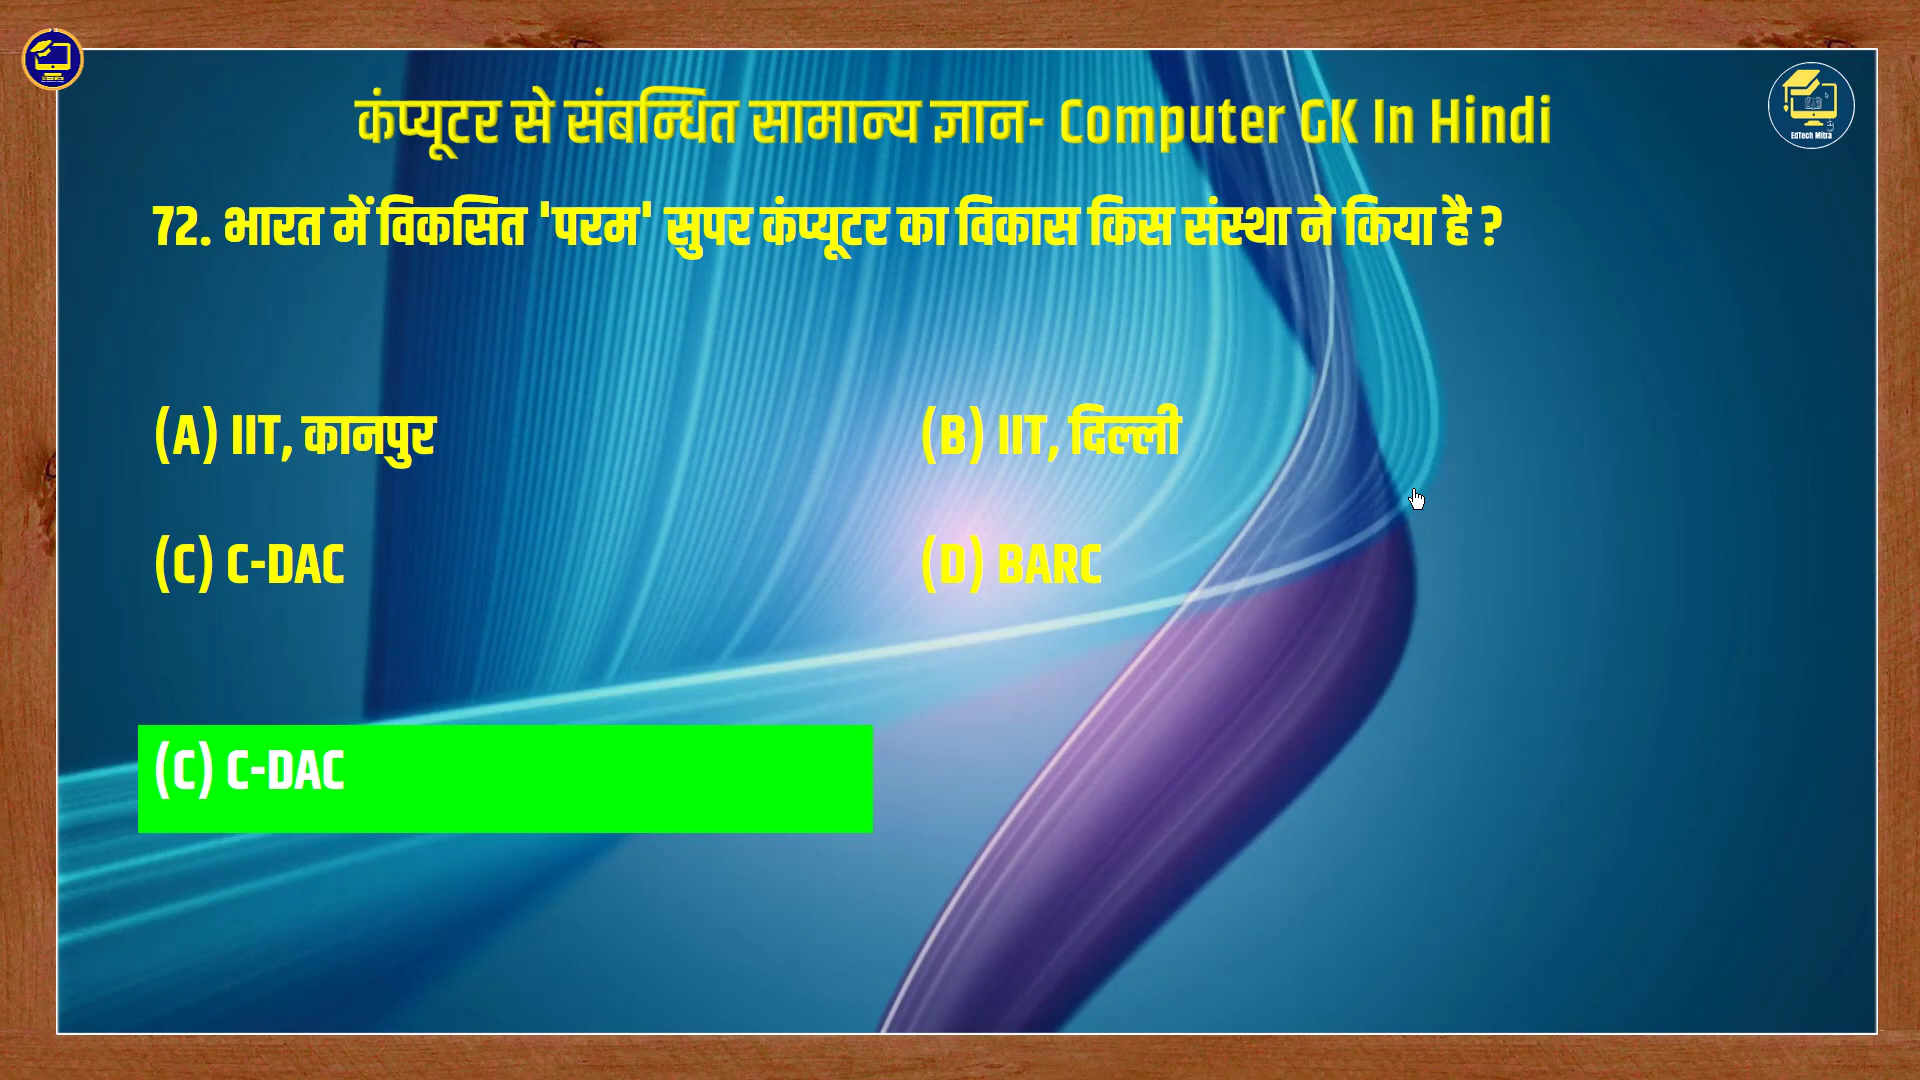 कंप्यूटर से संबन्धित सामान्य ज्ञान- Computer GK In Hindi
EdTech Mitra
72. भारत में विकसित 'परम' सुपर कंप्यूटर का विकास किस संस्था ने किया है ?
(A) IIT, कानपुर
(B) IIT, दिल्ली
(C) C-DAC
(D) BARC
(C) C-DAC